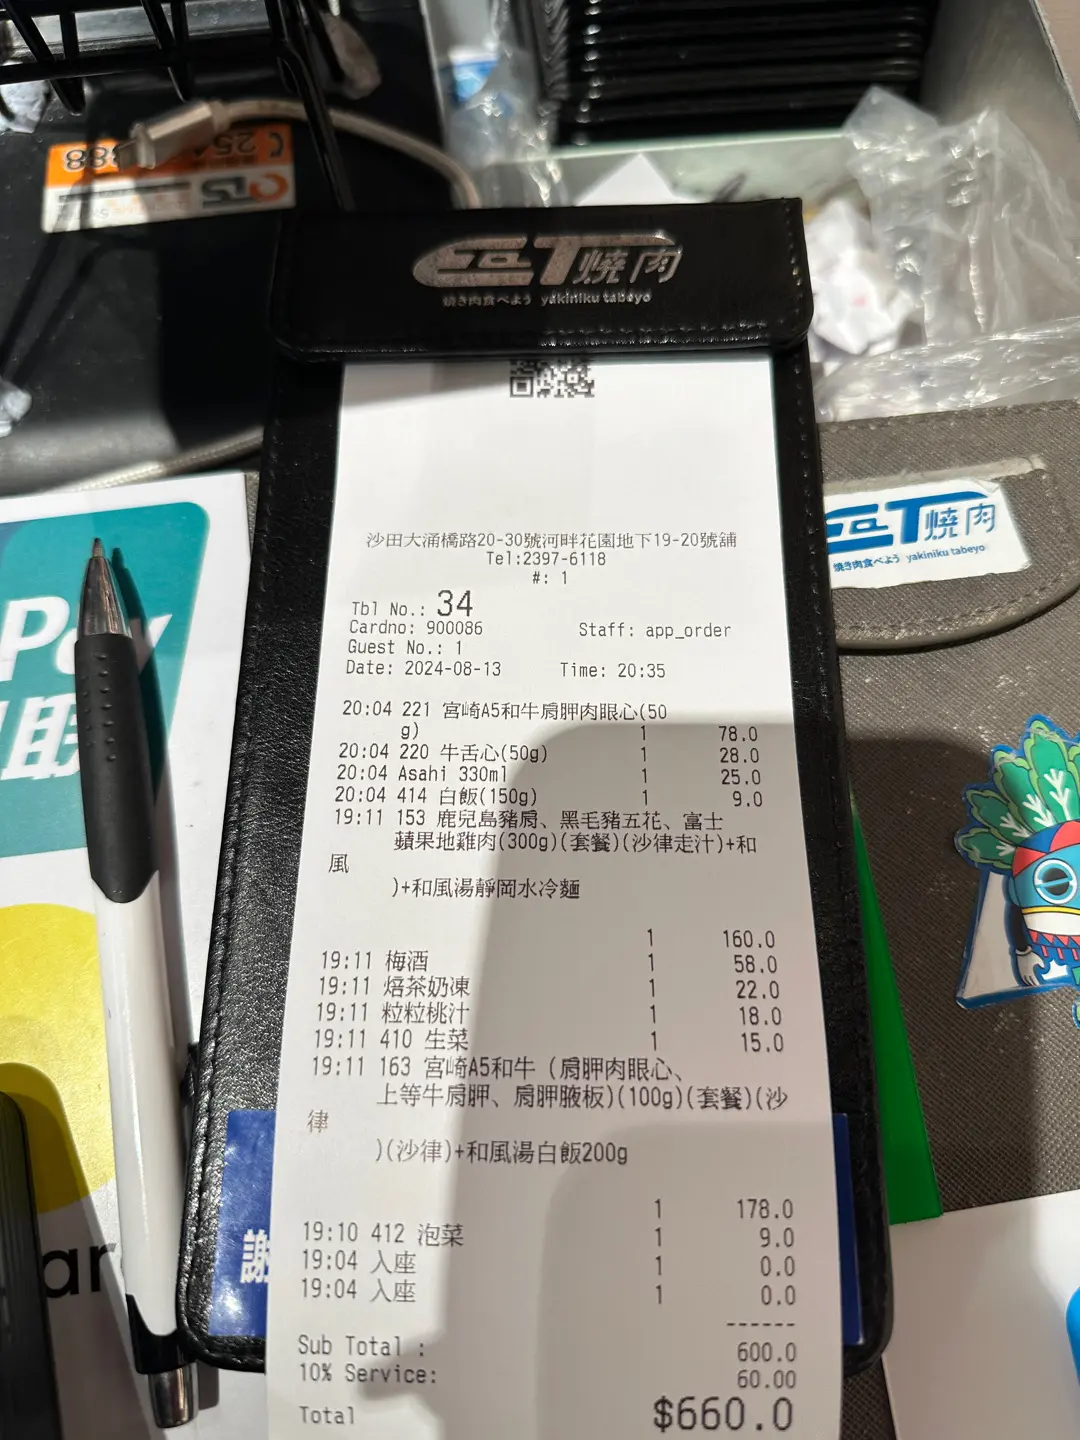 燒肉
焼き肉食べよう yakiniku tabeyo
沙田大涌橋路20-30號河畔花園地下19-20號舖
Tel:2397-6118
#: 1
Tbl No.: 34
Cardno: 900086 Staff: app_order
Guest No.: 1
Date: 2024-08-13 Time: 20:35
20:04 221 宮崎A5和牛肩胛肉眼心(50
g) 1 78.0
20:04 220 牛舌心(50g) 1 28.0
20:04 Asahi 330ml 1 25.0
20:04 414 白飯(150g) 1 9.0
19:11 153 鹿兒島豬肩、黑毛豬五花、富士
蘋果地雞肉(300g)(套餐)(沙律走汁)+和
風
)+和風湯靜岡水冷麵
1 160.0
19:11 梅酒 1 58.0
19:11 焙茶奶凍 1 22.0
19:11 粒粒桃汁 1 18.0
19:11 410 生菜 1 15.0
19:11 163 宮崎A5和牛（肩胛肉眼心、
上等牛肩胛、肩胛腋板)(100g)(套餐)(沙
律
)(沙律)+和風湯白飯200g
1 178.0
19:10 412 泡菜 1 9.0
19:04 入座 1 0.0
19:04 入座 1 0.0
------
Sub Total : 600.0
10% Service: 60.00
Total $660.0
燒肉
焼き肉食べよう yakiniku tabeyo
Pay
聯
謝
ar